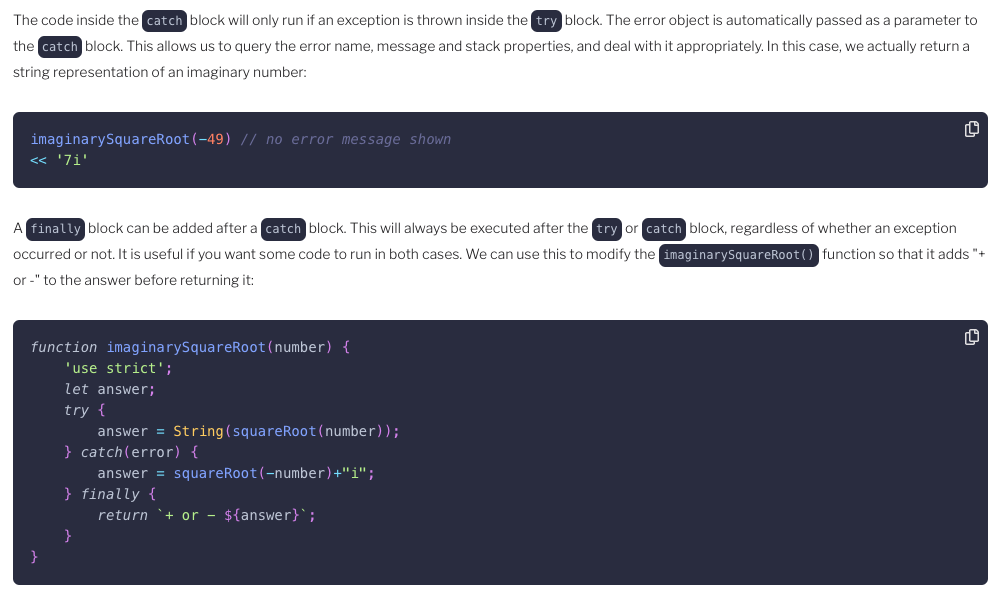 The code inside the catch block will only run if an exception is thrown inside the try block. The error object is automatically passed as a parameter to
the catch block. This allows us to query the error name, message and stack properties, and deal with it appropriately. In this case, we actually return a
string representation of an imaginary number:
imaginarySquareRoot(−49) // no error message shown
<< '7i'
A finally block can be added after a catch block. This will always be executed after the try or catch block, regardless of whether an exception
occurred or not. It is useful if you want some code to run in both cases. We can use this to modify the imaginarySquareRoot() function so that it adds "+
or -" to the answer before returning it:
function imaginarySquareRoot(number) {
    'use strict';
    let answer;
    try {
        answer = String(squareRoot(number));
    } catch(error) {
        answer = squareRoot(−number)+"i";
    } finally {
        return `+ or − ${answer}`;
    }
}